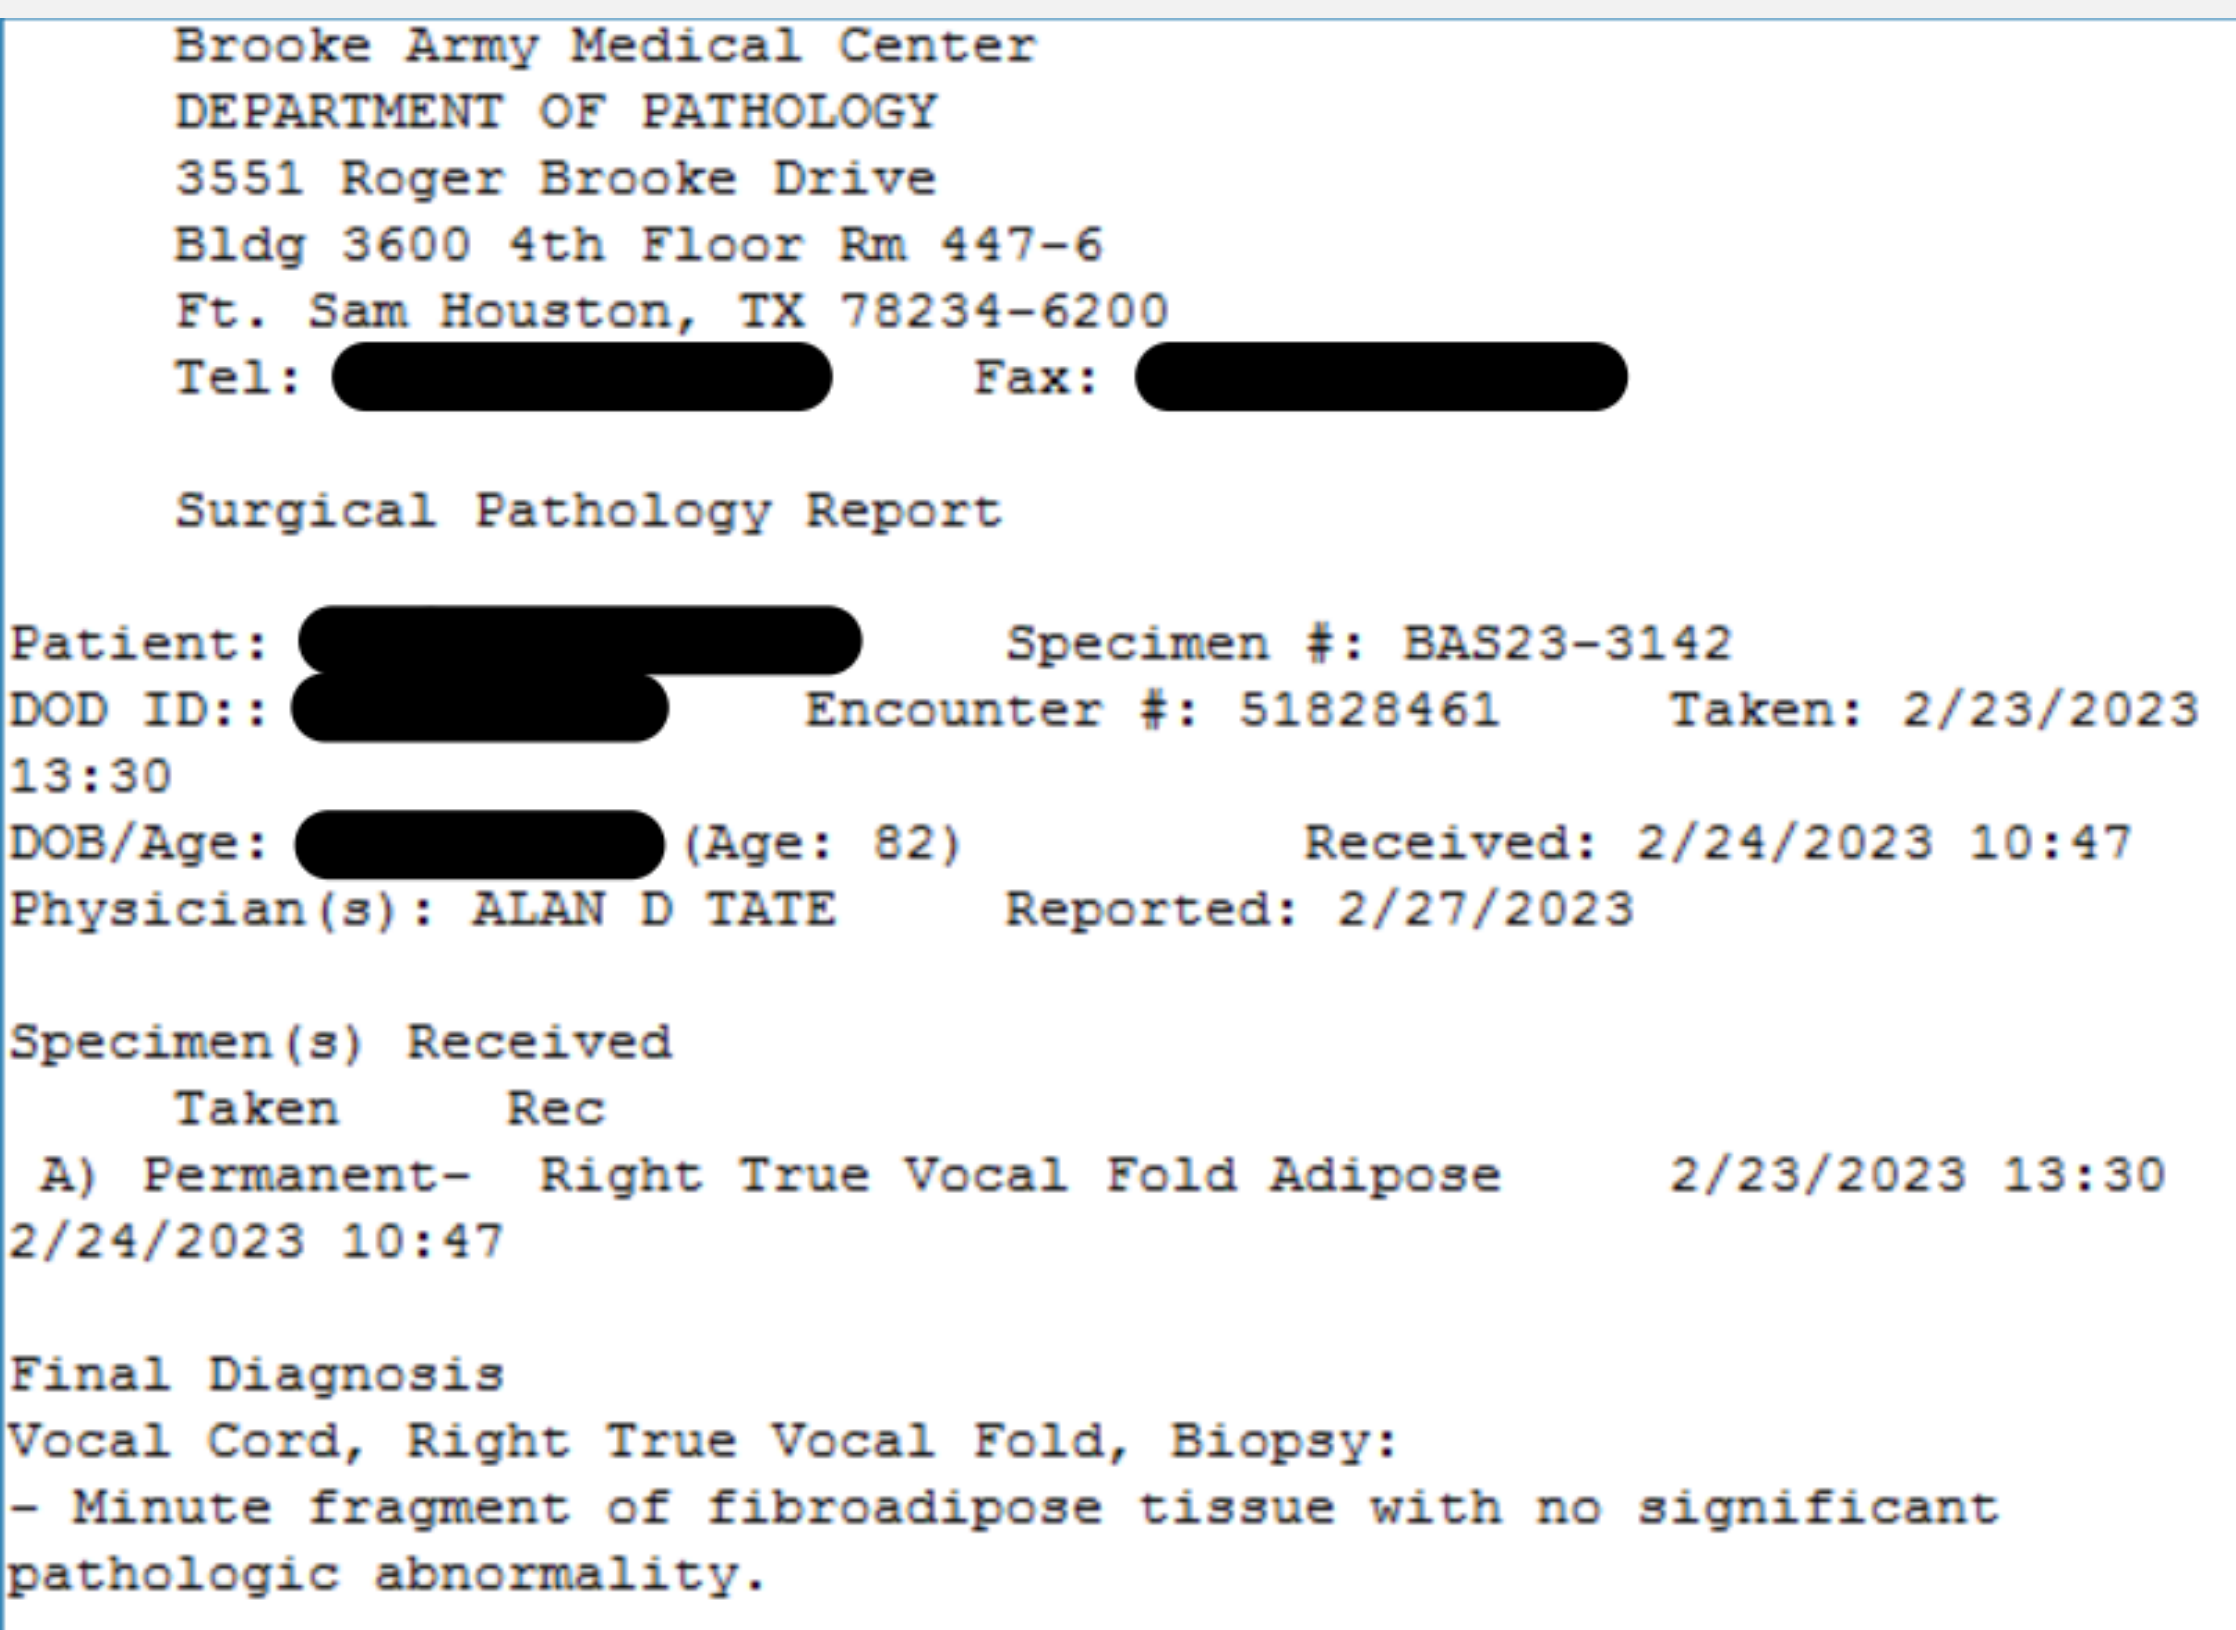 Brooke Army Medical Center
DEPARTMENT OF PATHOLOGY
3551 Roger Brooke Drive
Bldg 3600 4th Floor Rm 447-6
Ft. Sam Houston, TX 78234-6200
Tel: Fax:
Surgical Pathology Report
Patient: Specimen #: BAS23-3142
DOD ID:: Encounter #: 51828461 Taken: 2/23/2023
13:30
DOB/Age: (Age: 82) Received: 2/24/2023 10:47
Physician(s): ALAN D TATE Reported: 2/27/2023
Specimen(s) Received
Taken Rec
A) Permanent- Right True Vocal Fold Adipose 2/23/2023 13:30
2/24/2023 10:47
Final Diagnosis
Vocal Cord, Right True Vocal Fold, Biopsy:
- Minute fragment of fibroadipose tissue with no significant
pathologic abnormality.